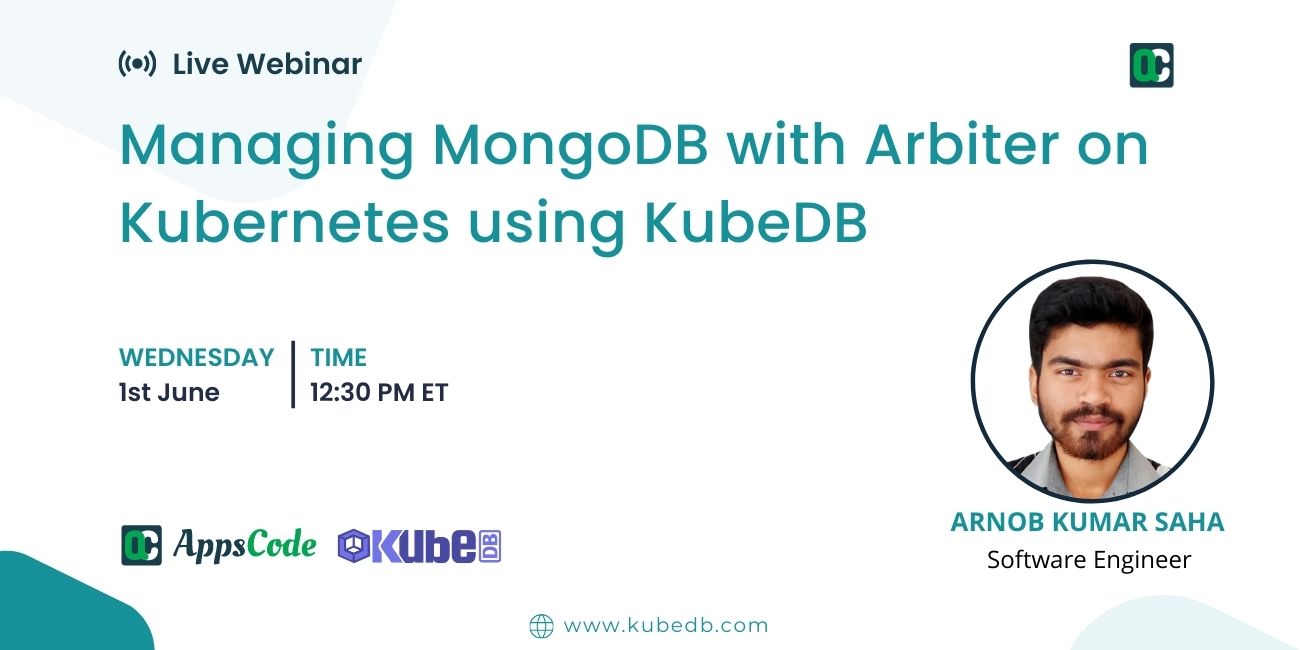 Live Webinar
Managing MongoDB with Arbiter on
Kubernetes using KubeDB
WEDNESDAY
1st June
TIME
12:30 PM ET
ARNOB KUMAR SAHA
Software Engineer
AppsCode
KubeDB
www.kubedb.com